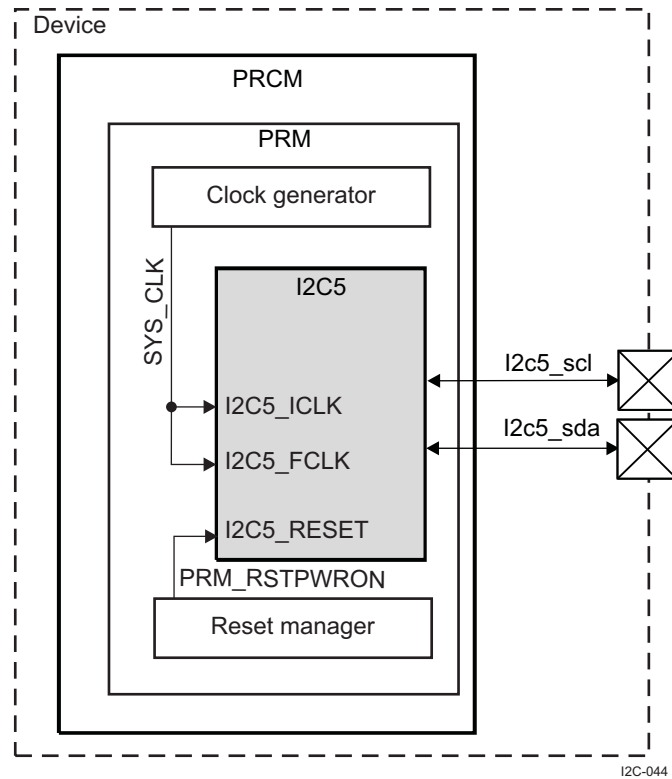 Device
PRCM
PRM
Clock generator
SYS_CLK
I2C5
I2c5_scl
I2C5_ICLK
I2c5_sda
I2C5_FCLK
I2C5_RESET
PRM_RSTPWRON
Reset manager
I2C-044